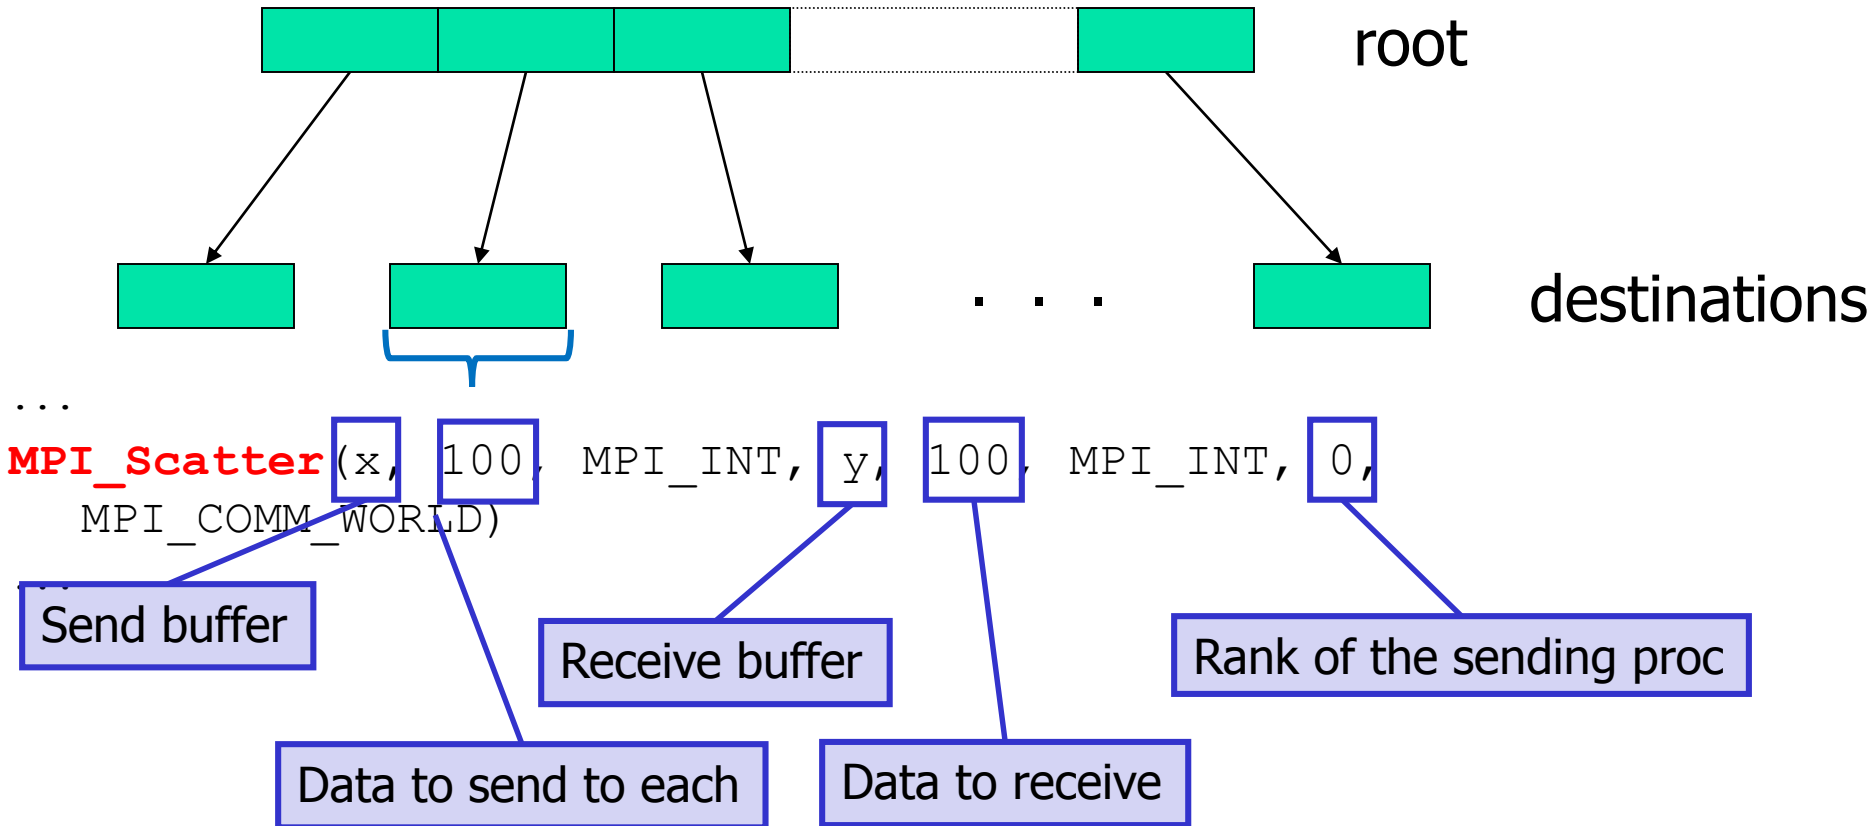 root
. . .
destinations
...
MPI_Scatter(x, 100, MPI_INT, y, 100, MPI_INT, 0,
MPI_COMM_WORLD)
...
Send buffer
Receive buffer
Rank of the sending proc
Data to send to each
Data to receive